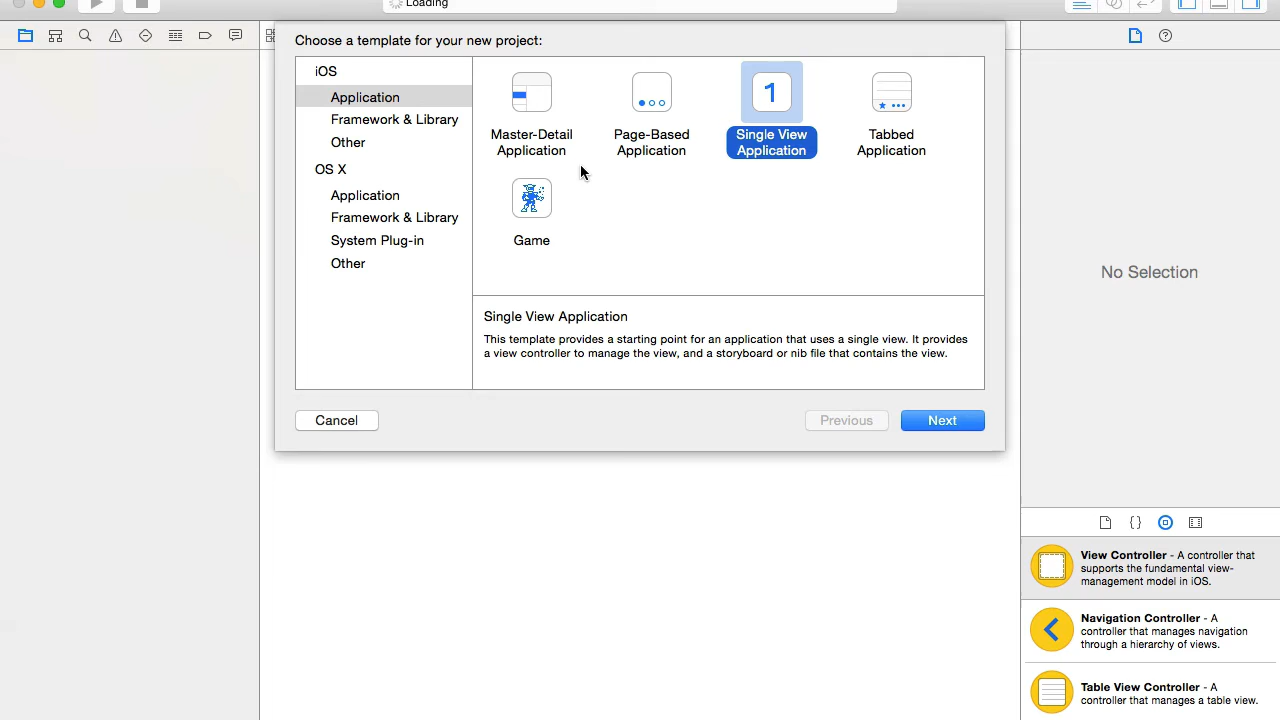 Loading
Choose a template for your new project:
iOS
Application
Framework & Library
Other
OS X
Application
Framework & Library
System Plug-in
Other
Master-Detail
Application
Page-Based
Application
1
Single View
Application
Tabbed
Application
Game
Single View Application
This template provides a starting point for an application that uses a single view. It provides
a view controller to manage the view, and a storyboard or nib file that contains the view.
Cancel
Previous
Next
No Selection
{}
View Controller - A controller that
supports the fundamental view-
management model in iOS.
Navigation Controller - A
controller that manages navigation
through a hierarchy of views.
Table View Controller - A
controller that manages a table view.